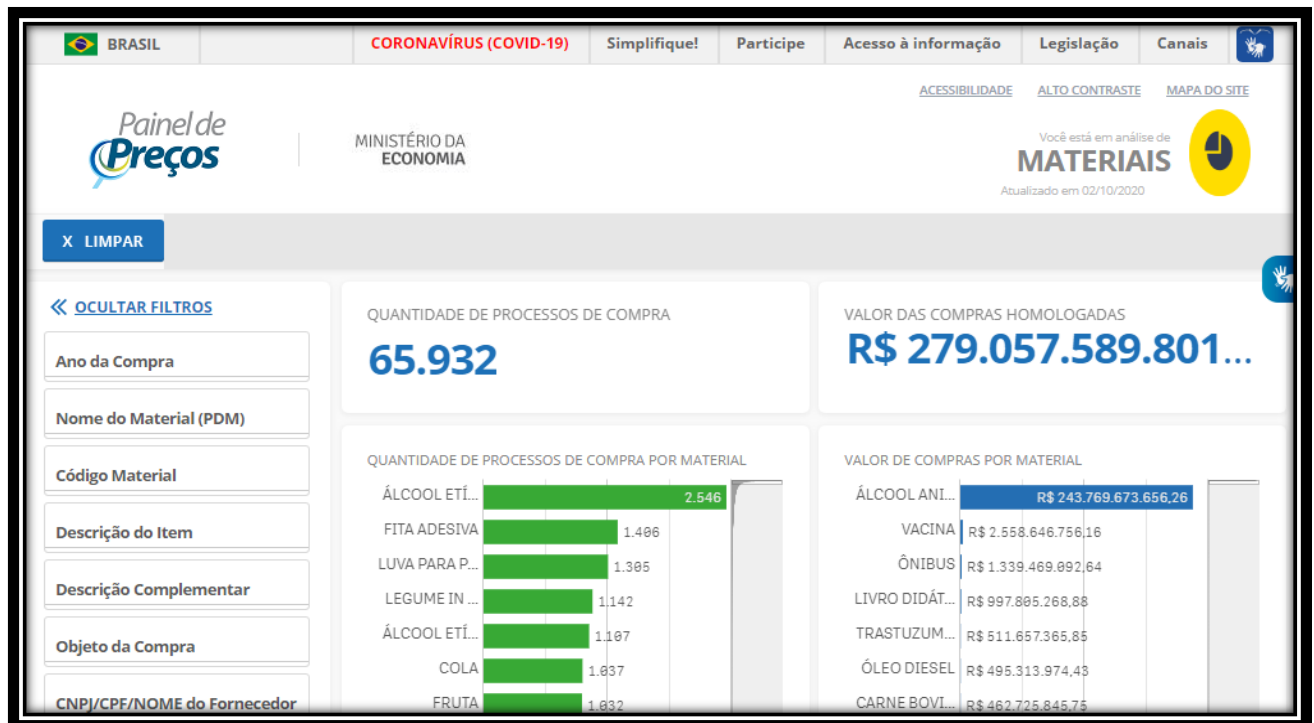 BRASIL
CORONAVÍRUS (COVID-19)
Simplifique!
Participe
Acesso à informação
Legislação
Canais
ACESSIBILIDADE
ALTO CONTRASTE
MAPA DO SITE
Painel de
Preços
MINISTÉRIO DA
ECONOMIA
Você está em análise de
MATERIAIS
Atualizado em 02/10/2020
X LIMPAR
OCULTAR FILTROS
Ano da Compra
Nome do Material (PDM)
Código Material
Descrição do Item
Descrição Complementar
Objeto da Compra
CNPJ/CPF/NOME do Fornecedor
QUANTIDADE DE PROCESSOS DE COMPRA
65.932
VALOR DAS COMPRAS HOMOLOGADAS
R$ 279.057.589.801...
QUANTIDADE DE PROCESSOS DE COMPRA POR MATERIAL
ÁLCOOL ETÍ... 2.546
FITA ADESIVA 1.406
LUVA PARA P... 1.305
LEGUME IN ... 1.142
ÁLCOOL ETÍ... 1.107
COLA 1.037
FRUTA 1.032
VALOR DE COMPRAS POR MATERIAL
ÁLCOOL ANI... R$ 243.769.673.656,26
VACINA R$ 2.558.646.756,16
ÔNIBUS R$ 1.339.469.092,64
LIVRO DIDÁT... R$ 997.805.268,88
TRASTUZUM... R$ 511.657.365,85
ÓLEO DIESEL R$ 495.313.974,43
CARNE BOVI... R$ 462.725.845,75